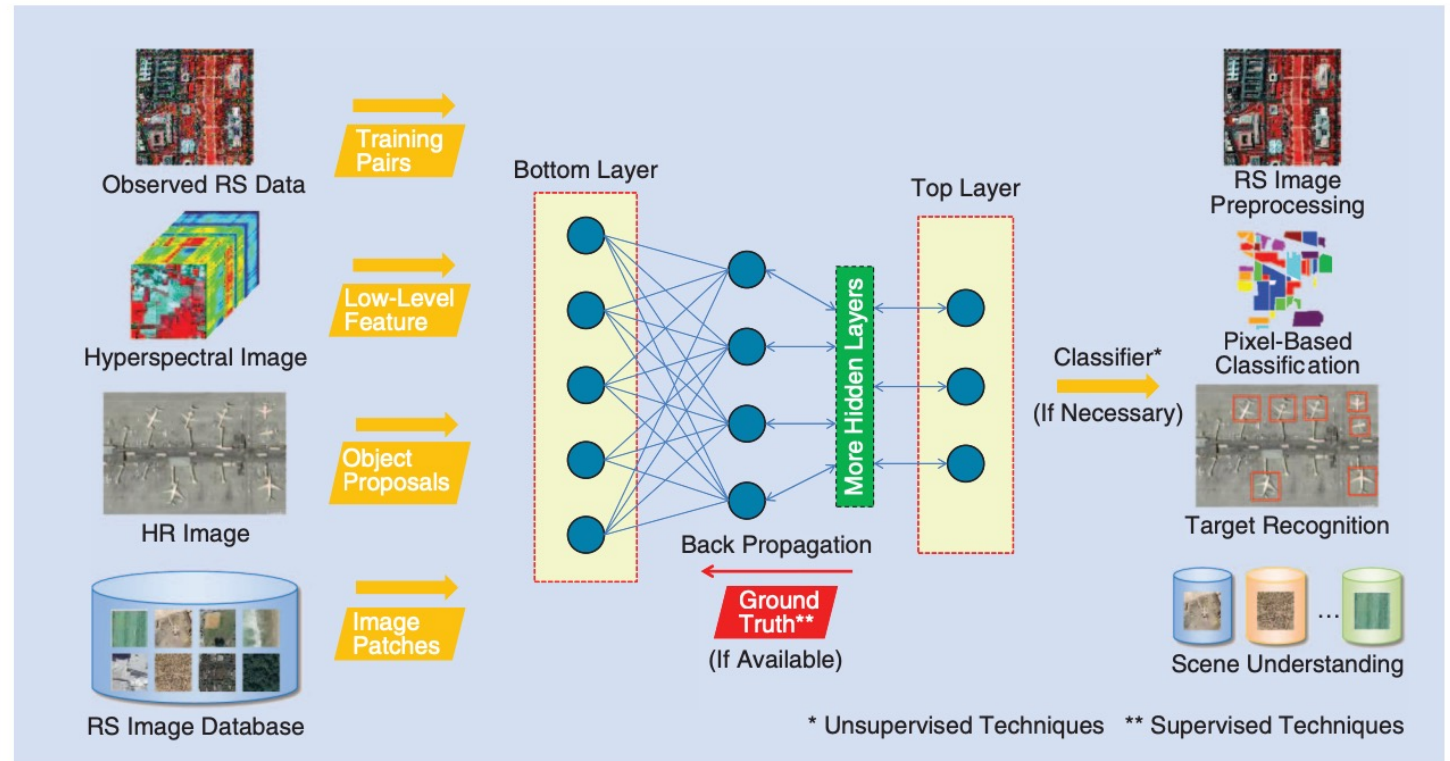 Observed RS Data
Training
Pairs
Hyperspectral Image
Low-Level
Feature
HR Image
Object
Proposals
RS Image Database
Image
Patches
Bottom Layer
More Hidden Layers
Top Layer
Back Propagation
Ground
Truth**
(If Available)
Classifier*
(If Necessary)
RS Image
Preprocessing
Pixel-Based
Classification
Target Recognition
...
Scene Understanding
* Unsupervised Techniques ** Supervised Techniques